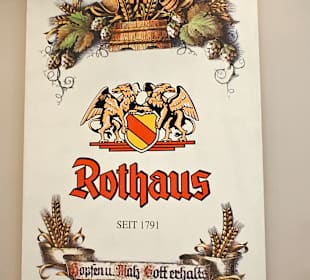 Rothaus
SEIT 1791
Hopfen u. Malz Gott erhalts